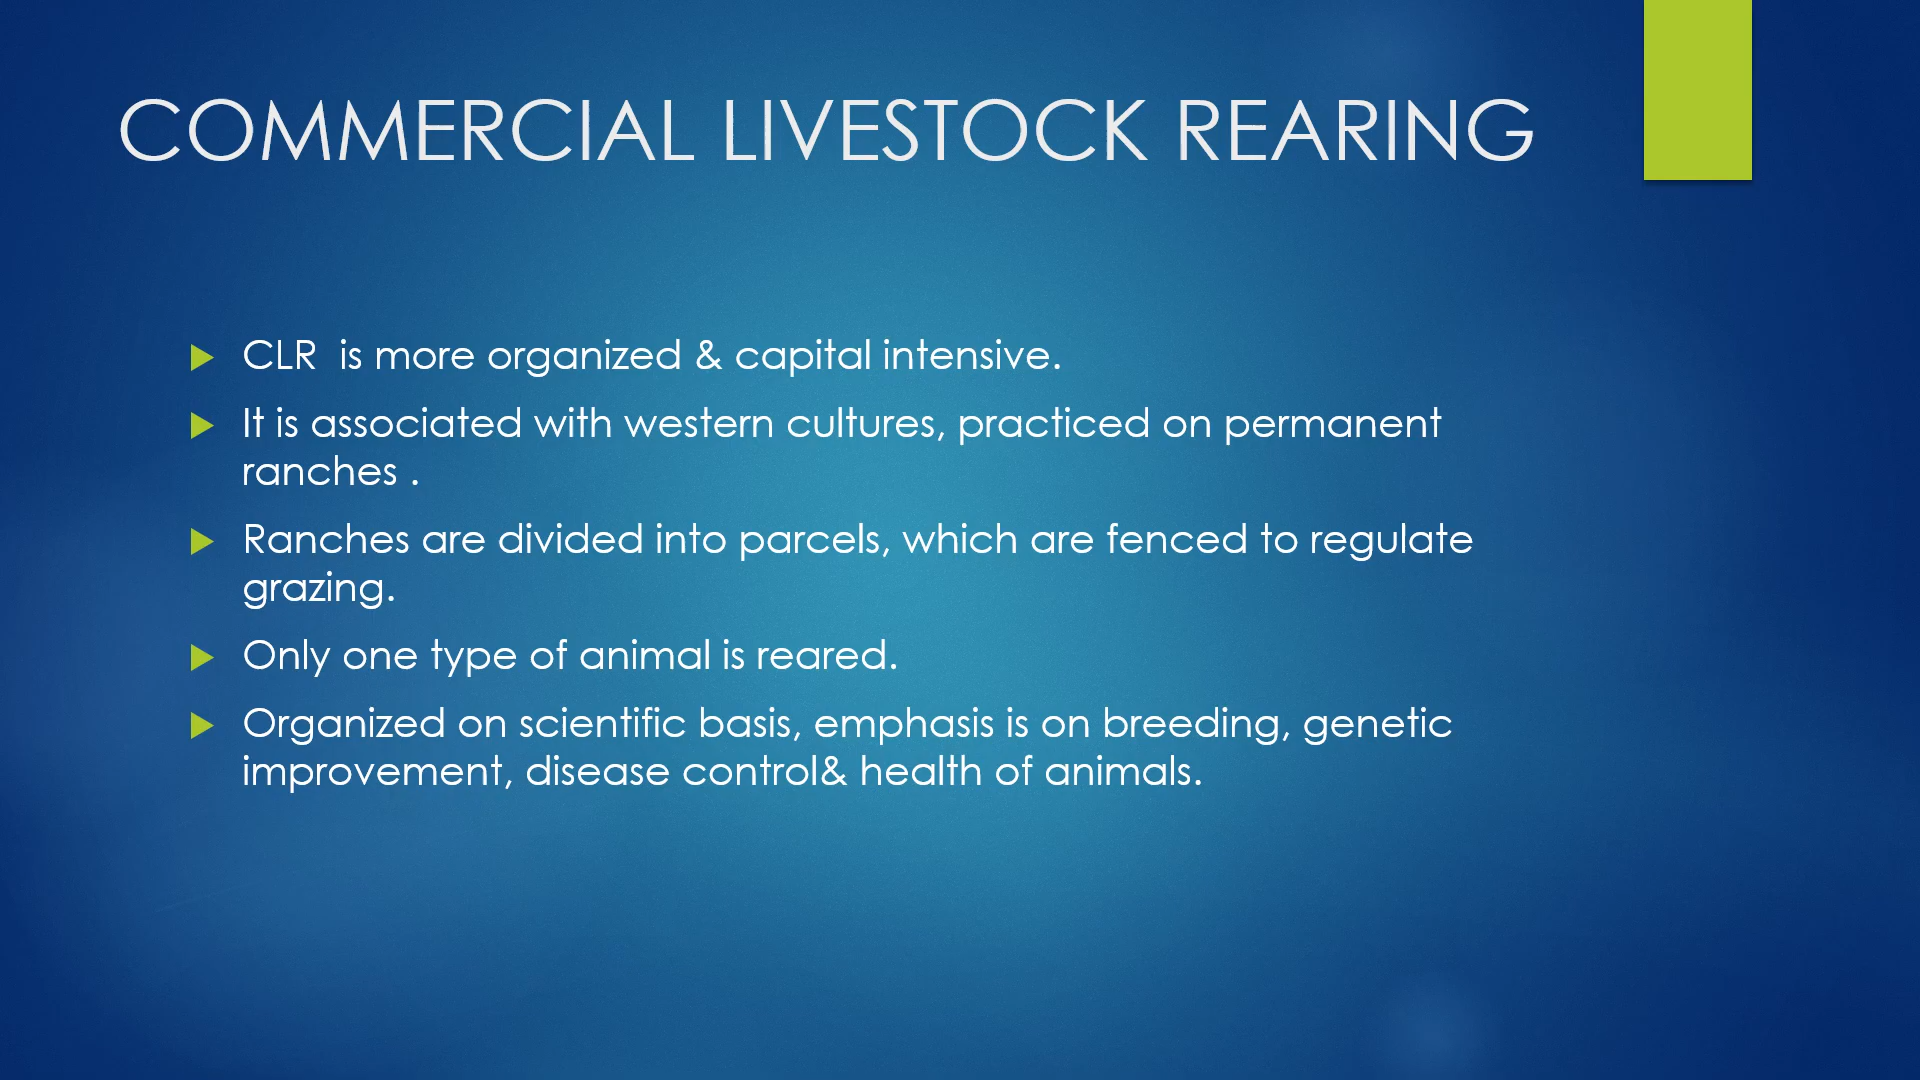 COMMERCIAL LIVESTOCK REARING
CLR  is more organized & capital intensive.
It is associated with western cultures, practiced on permanent
ranches .
Ranches are divided into parcels, which are fenced to regulate
grazing.
Only one type of animal is reared.
Organized on scientific basis, emphasis is on breeding, genetic
improvement, disease control& health of animals.